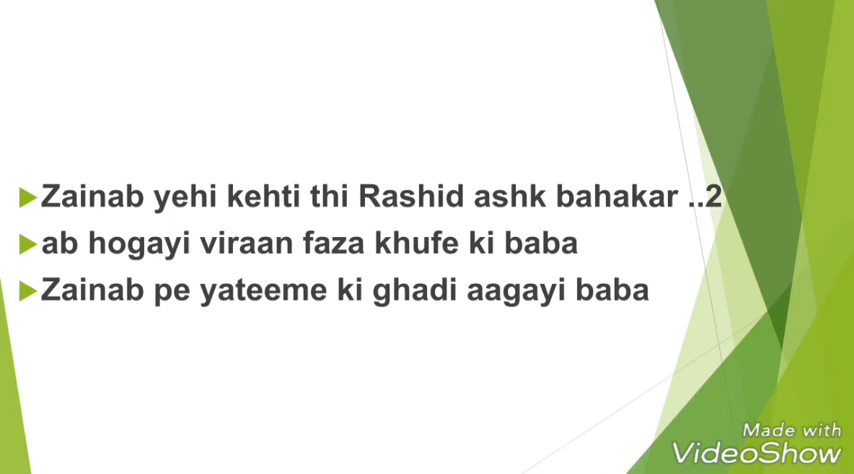 Zainab yehi kehti thi Rashid ashk bahakar ..2
ab hogayi viraan faza khufe ki baba
Zainab pe yateeme ki ghadi aagayi baba
Made with
VideoShow